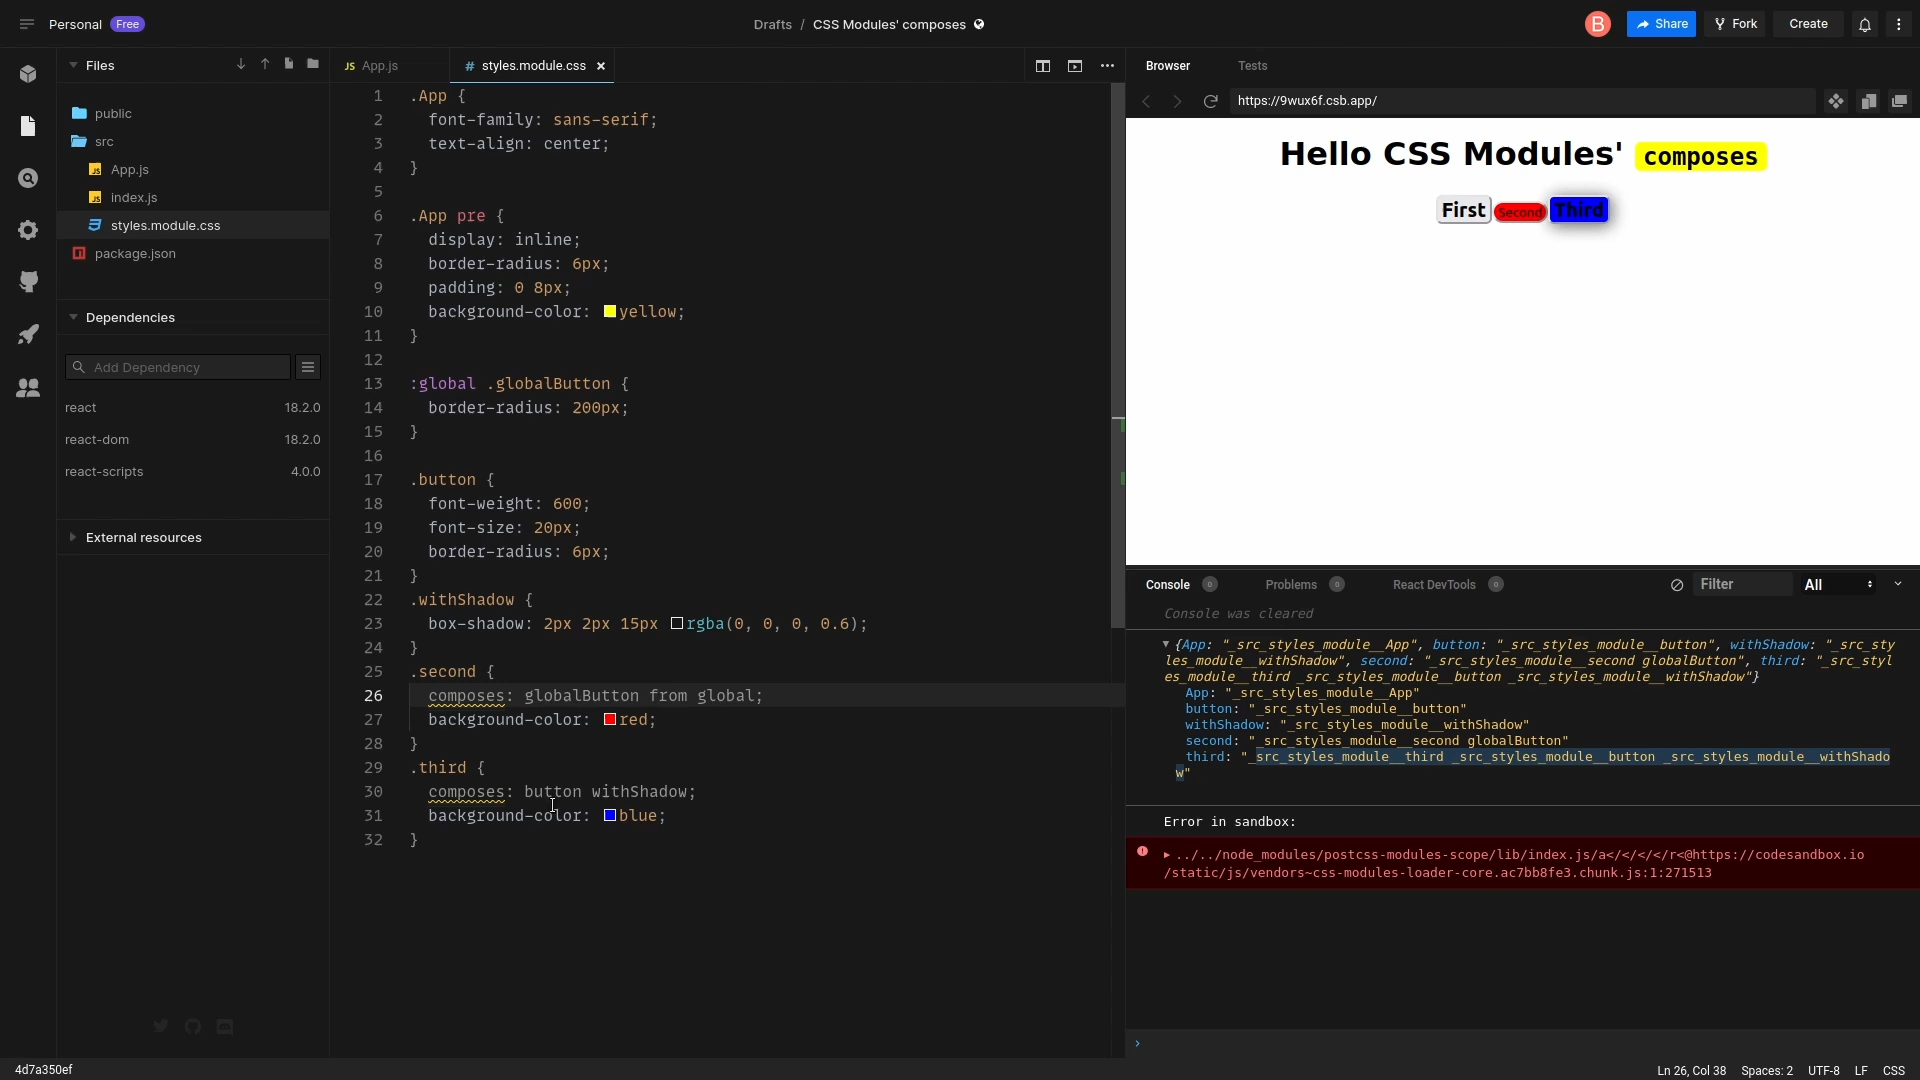 Personal Free
Drafts / CSS Modules' composes
B Share Fork Create
Files
public
src
App.js
index.js
styles.module.css
package.json
Dependencies
Add Dependency
react 18.2.0
react-dom 18.2.0
react-scripts 4.0.0
External resources
JS App.js # styles.module.css ×
1 .App {
2 font-family: sans-serif;
3 text-align: center;
4 }
5
6 .App pre {
7 display: inline;
8 border-radius: 6px;
9 padding: 0 8px;
10 background-color: yellow;
11 }
12
13 :global .globalButton {
14 border-radius: 200px;
15 }
16
17 .button {
18 font-weight: 600;
19 font-size: 20px;
20 border-radius: 6px;
21 }
22 .withShadow {
23 box-shadow: 2px 2px 15px rgba(0, 0, 0, 0.6);
24 }
25 .second {
26 composes: globalButton from global;
27 background-color: red;
28 }
29 .third {
30 composes: button withShadow;
31 background-color: blue;
32 }
Browser Tests
https://9wux6f.csb.app/
Hello CSS Modules' composes
First Second Third
Console 0 Problems 0 React DevTools 0 Filter All
Console was cleared
{App: "_src_styles_module__App", button: "_src_styles_module__button", withShadow: "_src_sty
les_module__withShadow", second: "_src_styles_module__second globalButton", third: "_src_styl
es_module__third _src_styles_module__button _src_styles_module__withShadow"}
App: "_src_styles_module__App"
button: "_src_styles_module__button"
withShadow: "_src_styles_module__withShadow"
second: "_src_styles_module__second globalButton"
third: "_src_styles_module__third _src_styles_module__button _src_styles_module__withShado
w"
Error in sandbox:
../../node_modules/postcss-modules-scope/lib/index.js/a</</</</r<@https://codesandbox.io
/static/js/vendors~css-modules-loader-core.ac7bb8fe3.chunk.js:1:271513
4d7a350ef
Ln 26, Col 38 Spaces: 2 UTF-8 LF CSS